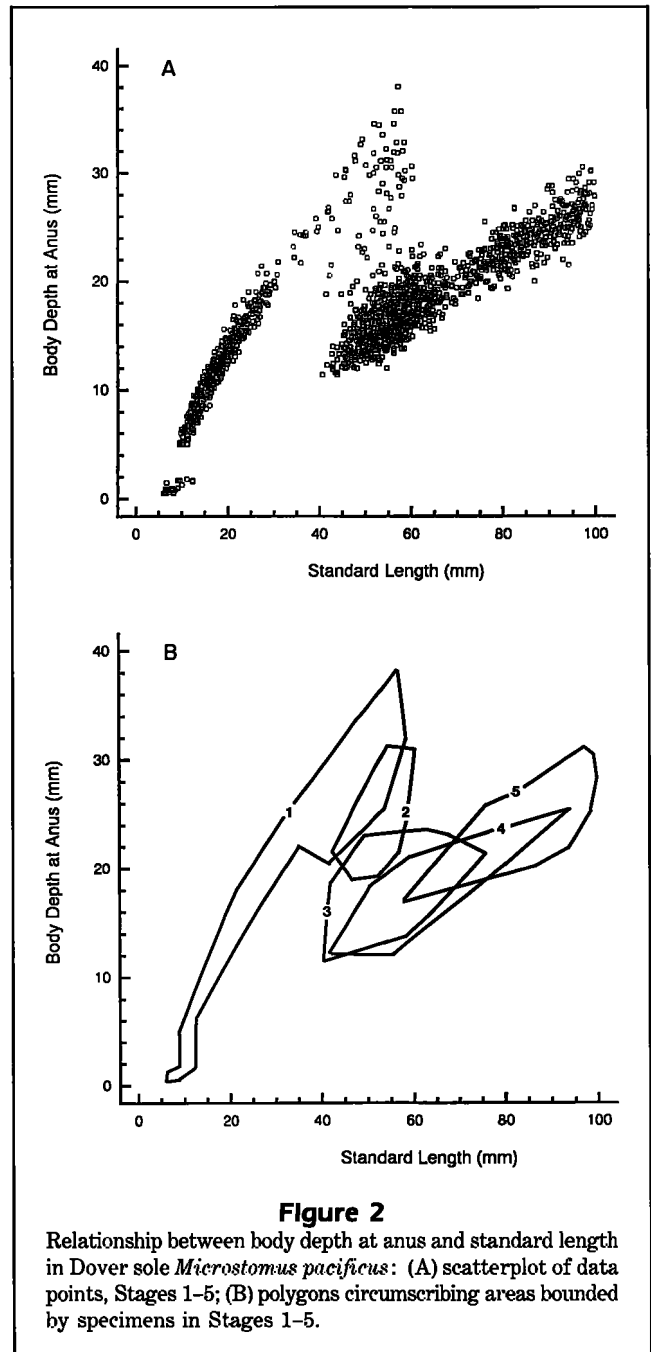 A
40
30
20
10
0
Body Depth at Anus (mm)
0 20 40 60 80 100
Standard Length (mm)
B
40
30
20
10
0
Body Depth at Anus (mm)
1
2
3
4
5
0 20 40 60 80 100
Standard Length (mm)
Figure 2
Relationship between body depth at anus and standard length
in Dover sole Microstomus pacificus: (A) scatterplot of data
points, Stages 1–5; (B) polygons circumscribing areas bounded
by specimens in Stages 1–5.